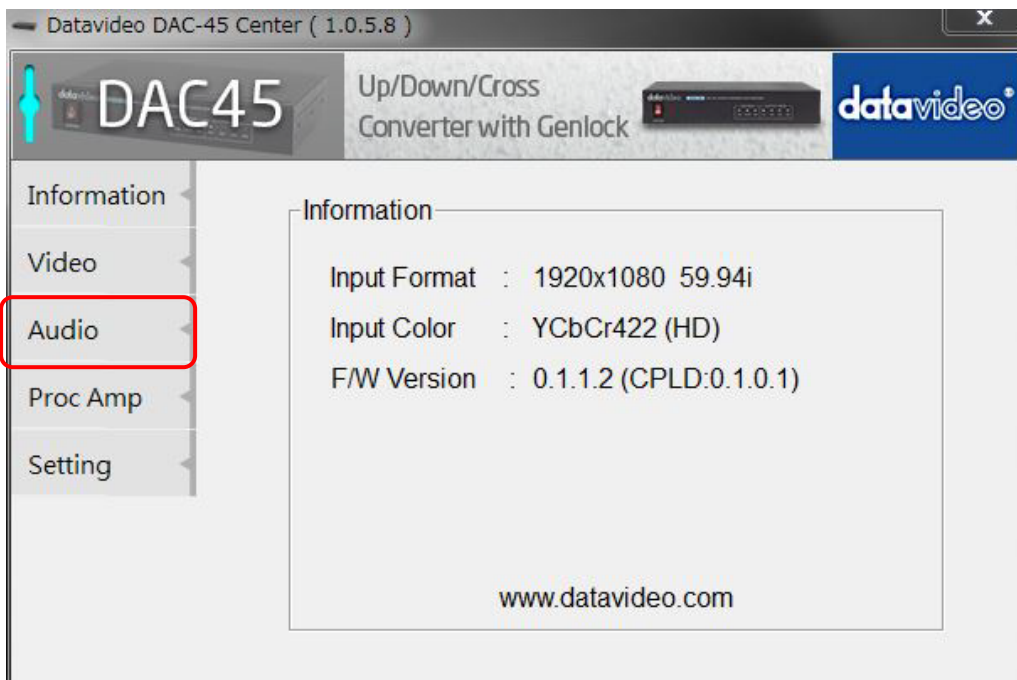 Datavideo DAC-45 Center ( 1.0.5.8 )
x
DAC45
Up/Down/Cross
Converter with Genlock
datavideo®
Information
Video
Audio
Proc Amp
Setting
Information
Input Format : 1920x1080 59.94i
Input Color : YCbCr422 (HD)
F/W Version : 0.1.1.2 (CPLD:0.1.0.1)
www.datavideo.com